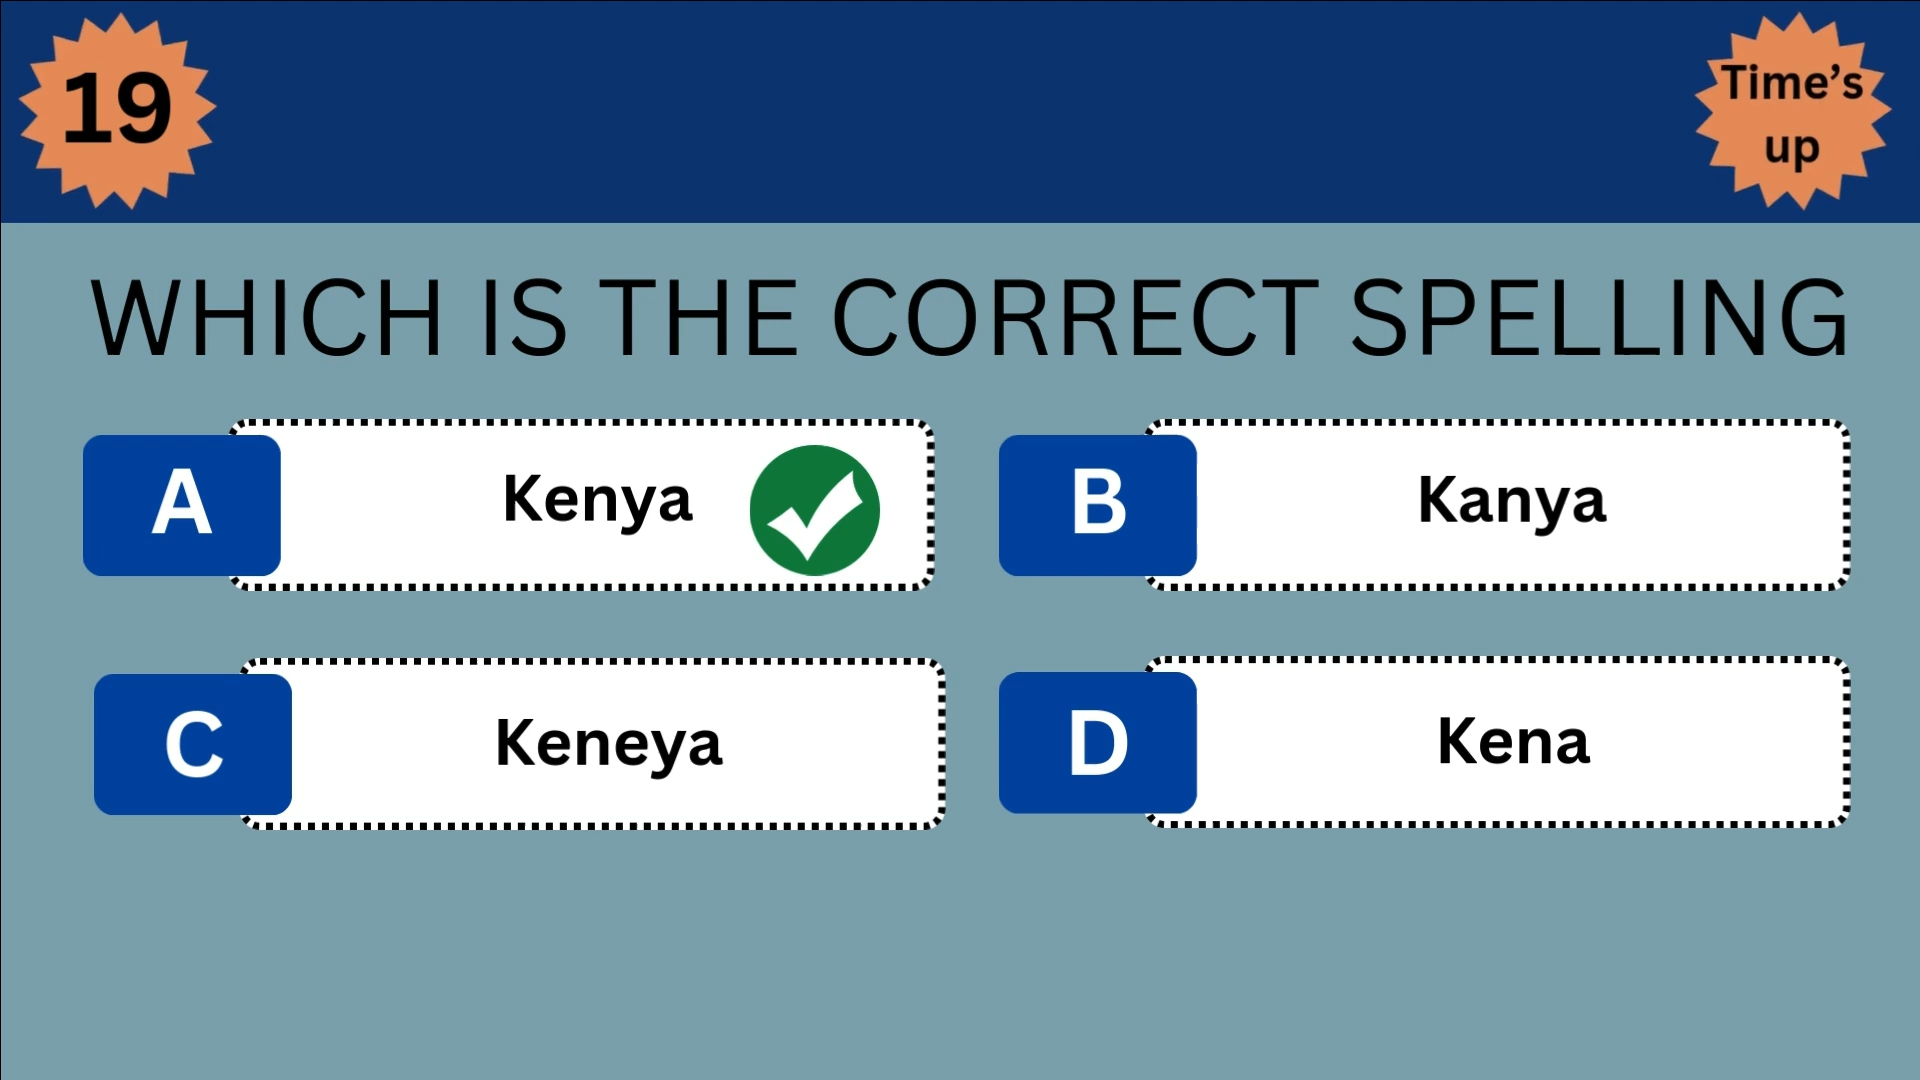 19
Time's
up
WHICH IS THE CORRECT SPELLING
A
Kenya
B
Kanya
C
Keneya
D
Kena